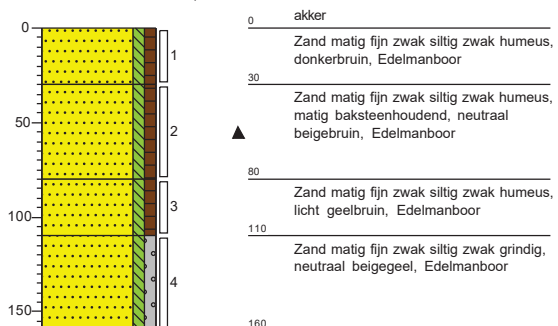 0
50
100
150
1
2
3
4
0
akker
Zand matig fijn zwak siltig zwak humeus,
donkerbruin, Edelmanboor
30
Zand matig fijn zwak siltig zwak humeus,
matig baksteenhoudend, neutraal
beigebruin, Edelmanboor
80
Zand matig fijn zwak siltig zwak humeus,
licht geelbruin, Edelmanboor
110
Zand matig fijn zwak siltig zwak grindig,
neutraal beigegeel, Edelmanboor
160